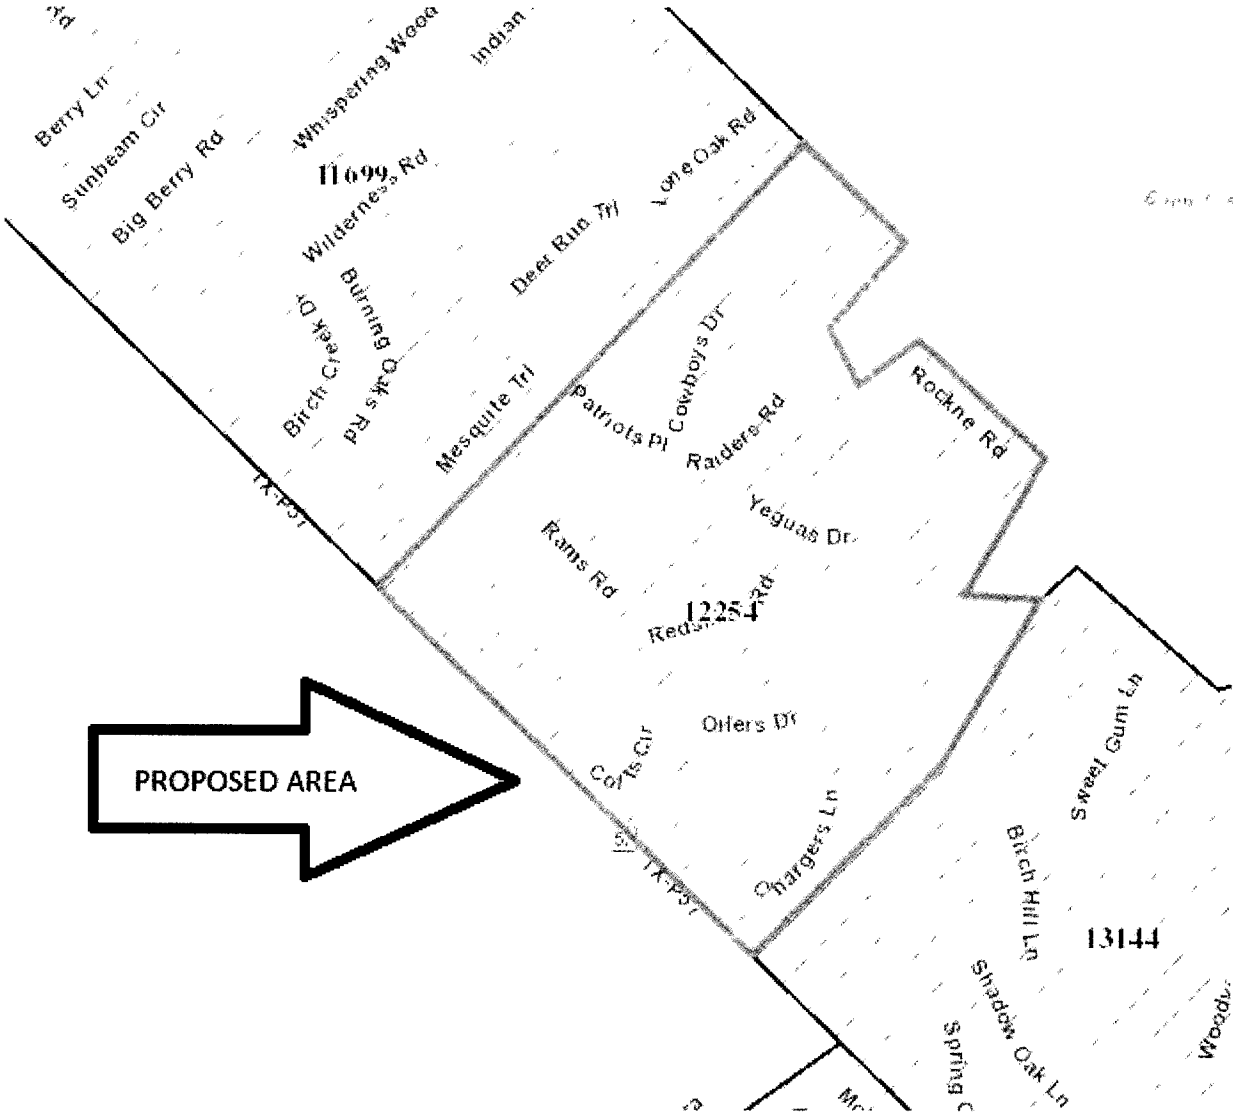 Rd
Berry Ln
Sunbeam Cir
Big Berry Rd
Whispering Wood
Indian
11699
Wilderness Rd
Lone Oak Rd
Deer Run Trl
Burning Oaks Rd
Birch Creek Dr
Mesquite Trl
TX-P57
Cowboys Dr
Patriots Pl
Raiders Rd
Rockne Rd
Yeguas Dr
Rams Rd
12254
Rd
Oilers Dr
Colts Cir
PROPOSED AREA
Chargers Ln
TX-P57
Sweet Gum Ln
Birch Hill Ln
13144
Shadow Oak Ln
Spring